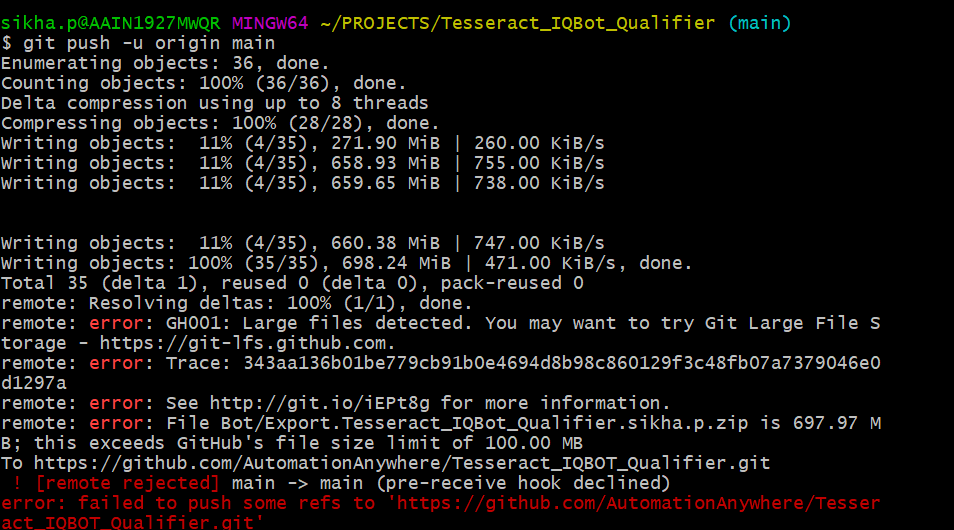 sikha.p@AAIN1927MWQR MINGW64 ~/PROJECTS/Tesseract_IQBot_Qualifier (main)
$ git push -u origin main
Enumerating objects: 36, done.
Counting objects: 100% (36/36), done.
Delta compression using up to 8 threads
Compressing objects: 100% (28/28), done.
Writing objects:  11% (4/35), 271.90 MiB | 260.00 KiB/s
Writing objects:  11% (4/35), 658.93 MiB | 755.00 KiB/s
Writing objects:  11% (4/35), 659.65 MiB | 738.00 KiB/s
Writing objects:  11% (4/35), 660.38 MiB | 747.00 KiB/s
Writing objects: 100% (35/35), 698.24 MiB | 471.00 KiB/s, done.
Total 35 (delta 1), reused 0 (delta 0), pack-reused 0
remote: Resolving deltas: 100% (1/1), done.
remote: error: GH001: Large files detected. You may want to try Git Large File S
torage - https://git-lfs.github.com.
remote: error: Trace: 343aa136b01be779cb91b0e4694d8b98c860129f3c48fb07a7379046e0
d1297a
remote: error: See http://git.io/iEPt8g for more information.
remote: error: File Bot/Export.Tesseract_IQBot_Qualifier.sikha.p.zip is 697.97 M
B; this exceeds GitHub's file size limit of 100.00 MB
To https://github.com/AutomationAnywhere/Tesseract_IQBOT_Qualifier.git
 ! [remote rejected] main -> main (pre-receive hook declined)
error: failed to push some refs to 'https://github.com/AutomationAnywhere/Tesser
act_IQBOT_Qualifier.git'